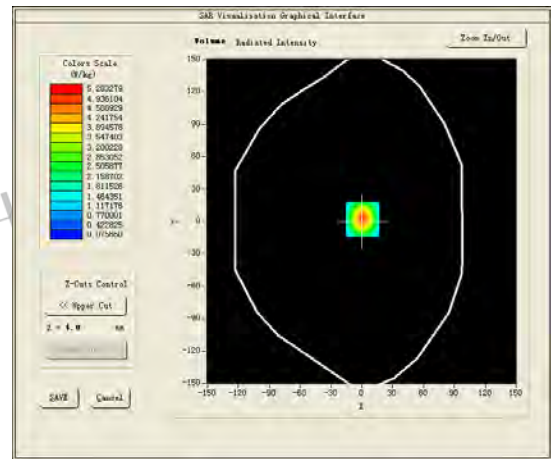 SAR Visualisation Graphical Interface
Volume Radiated Intensity
Zoom In/Out
Colors Scale
(W/kg)
5.283279
4.936104
4.588929
4.241754
3.894578
3.547403
3.200228
2.853052
2.505877
2.158702
1.811526
1.464351
1.117176
0.770001
0.422825
0.075650
Z-Cuts Control
<< Upper Cut
Z = 4.0 mm
SAVE
Cancel
150
120
90
60
30
Y
0
-30
-60
-90
-120
-150
-150 -120 -90 -60 -30 0 30 60 90 120 150
X